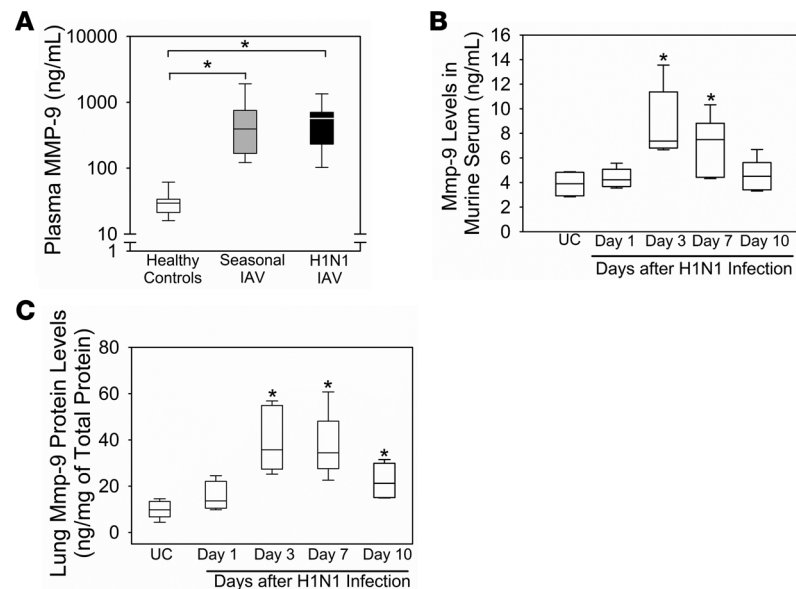 A
Plasma MMP-9 (ng/mL)
10000
1000
100
10
1
*
*
Healthy
Controls
Seasonal
IAV
H1N1
IAV
B
Mmp-9 Levels in
Murine Serum (ng/mL)
16
14
12
10
8
6
4
2
0
*
*
UC Day 1 Day 3 Day 7 Day 10
Days after H1N1 Infection
C
Lung Mmp-9 Protein Levels
(ng/mg of Total Protein)
80
60
40
20
0
*
*
*
UC Day 1 Day 3 Day 7 Day 10
Days after H1N1 Infection